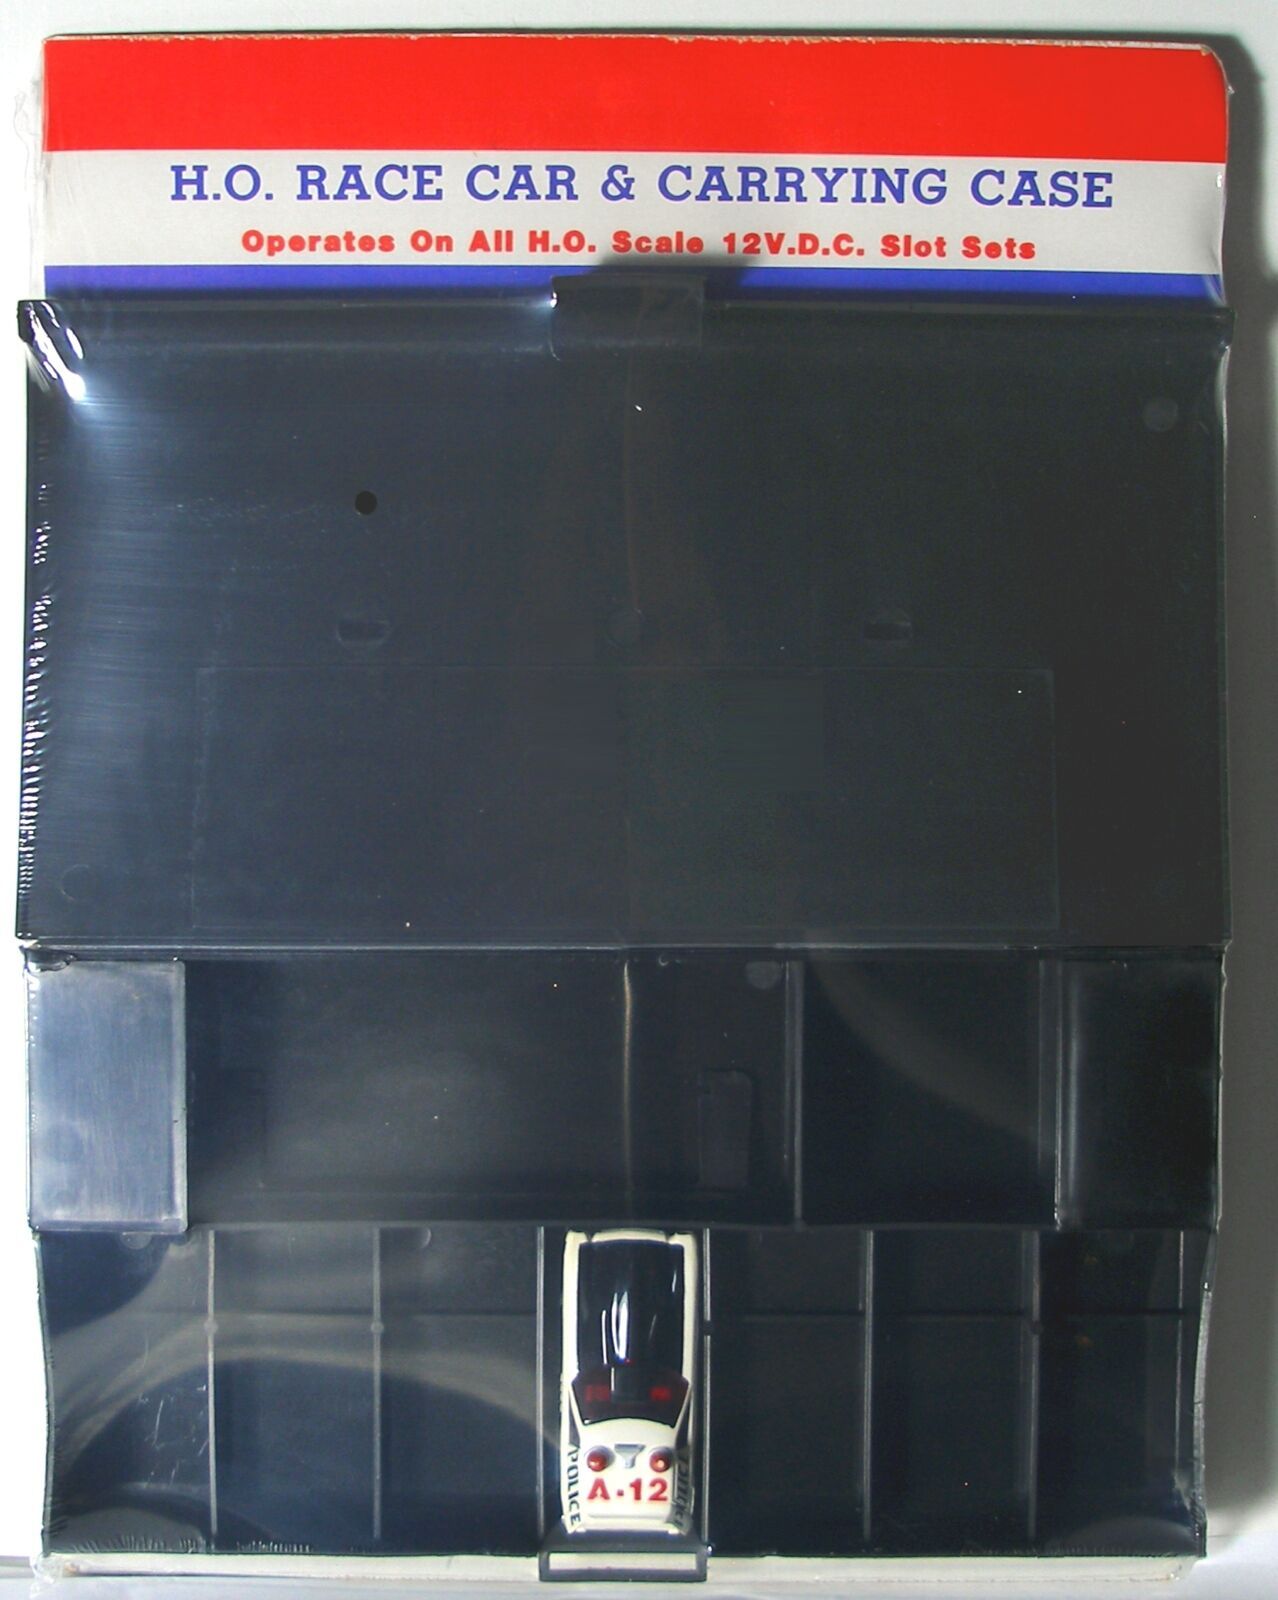 H.O. RACE CAR & CARRYING CASE
Operates On All H.O. Scale 12V.D.C. Slot Sets
POLICE
A-12